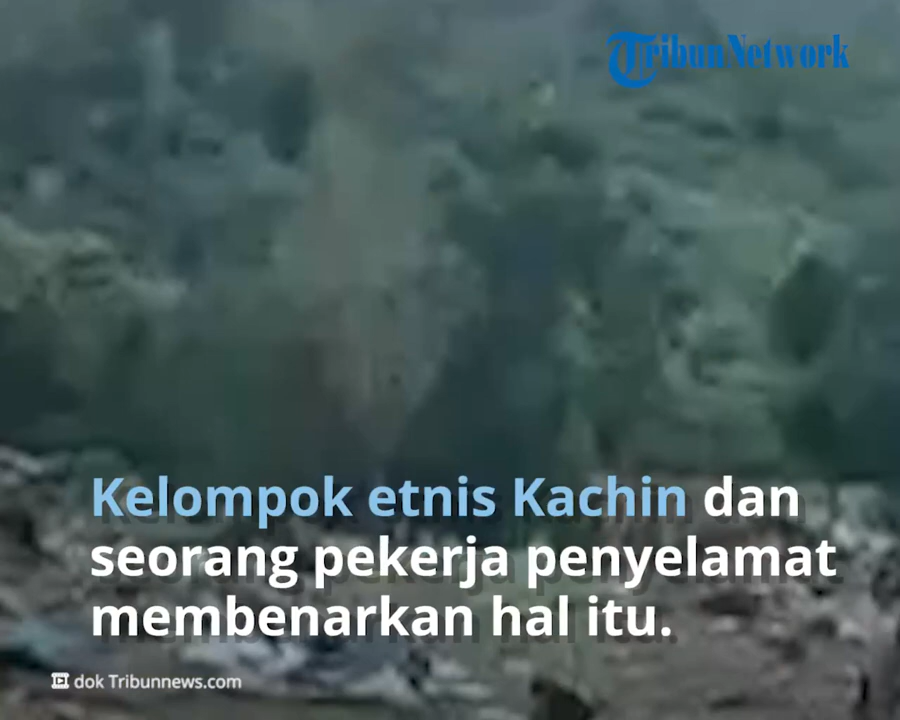 TribunNetwork
Kelompok etnis Kachin dan
seorang pekerja penyelamat
membenarkan hal itu.
dok Tribunnews.com